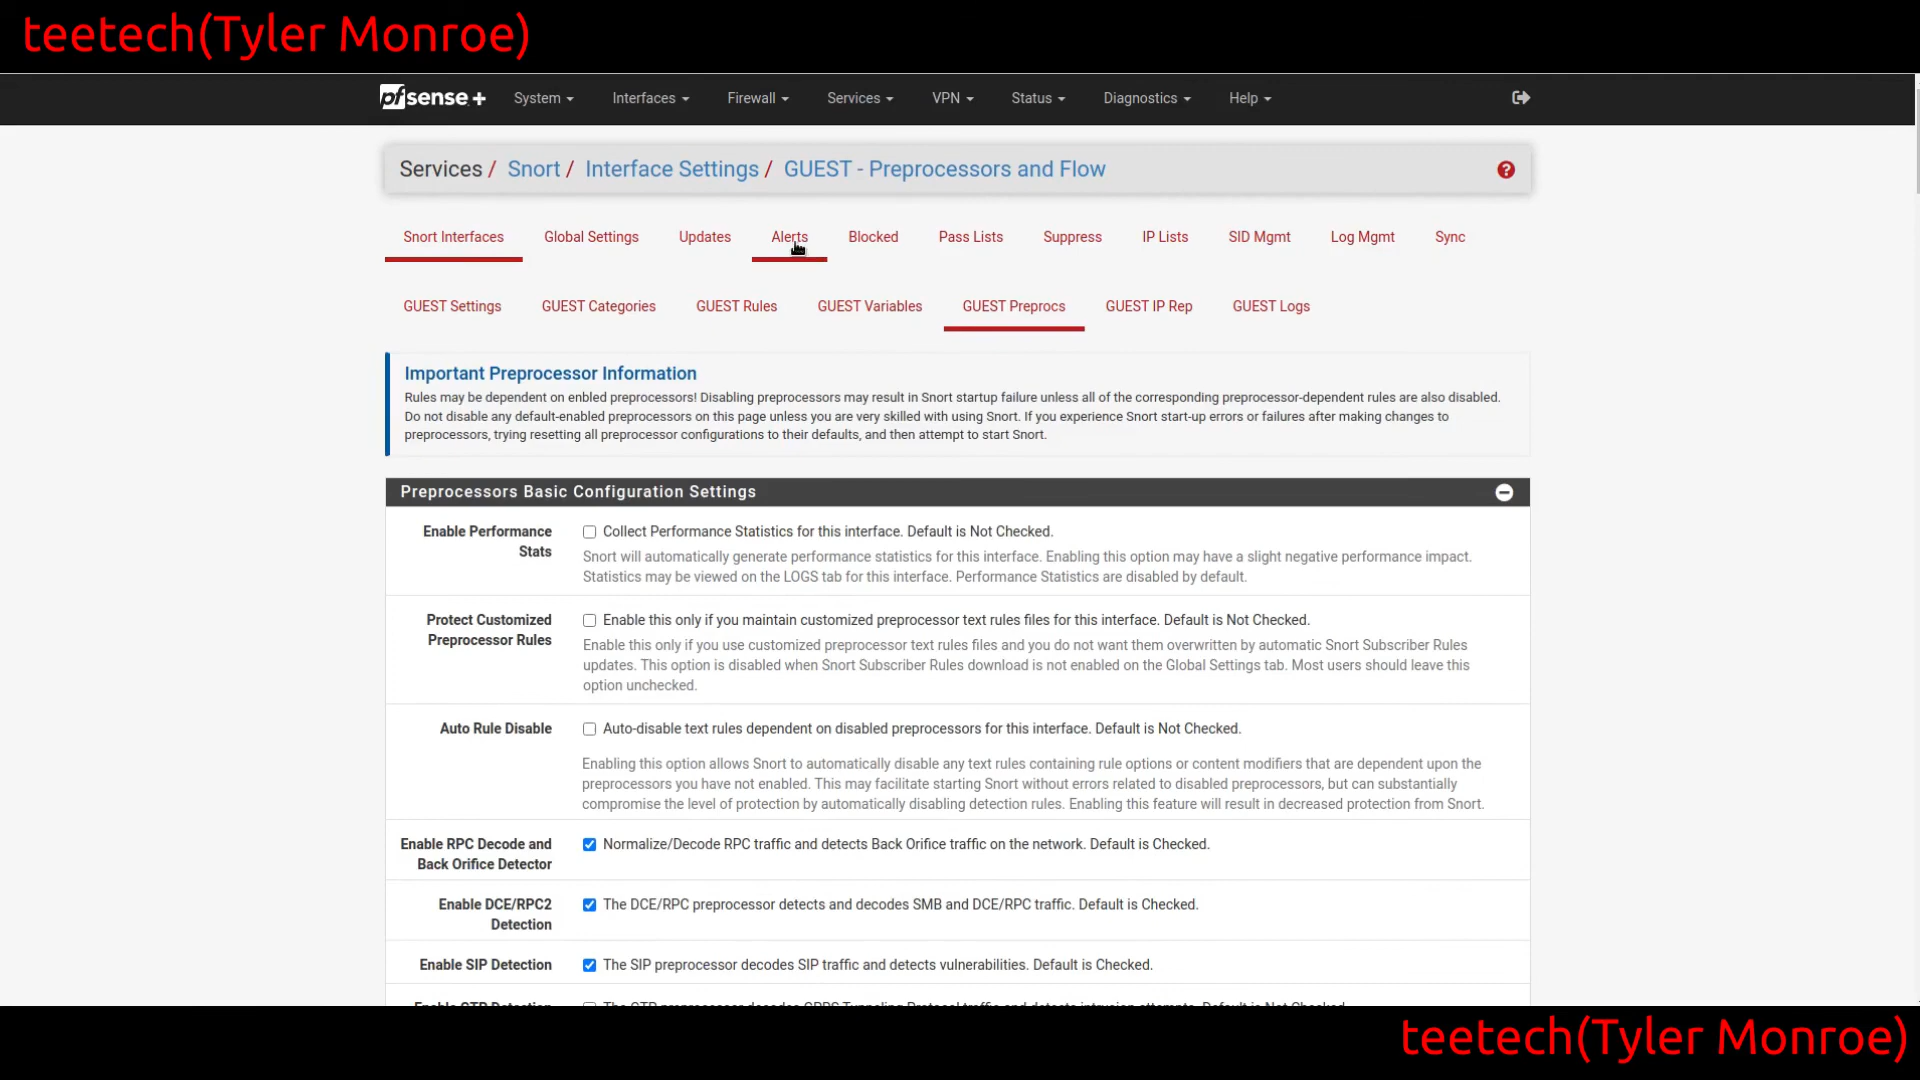 teetech(Tyler Monroe)
pfsense+ System Interfaces Firewall Services VPN Status Diagnostics Help
Services / Snort / Interface Settings / GUEST - Preprocessors and Flow
Snort Interfaces Global Settings Updates Alerts Blocked Pass Lists Suppress IP Lists SID Mgmt Log Mgmt Sync
GUEST Settings GUEST Categories GUEST Rules GUEST Variables GUEST Preprocs GUEST IP Rep GUEST Logs
Important Preprocessor Information
Rules may be dependent on enbled preprocessors! Disabling preprocessors may result in Snort startup failure unless all of the corresponding preprocessor-dependent rules are also disabled.
Do not disable any default-enabled preprocessors on this page unless you are very skilled with using Snort. If you experience Snort start-up errors or failures after making changes to
preprocessors, trying resetting all preprocessor configurations to their defaults, and then attempt to start Snort.
Preprocessors Basic Configuration Settings
Enable Performance Stats
Collect Performance Statistics for this interface. Default is Not Checked.
Snort will automatically generate performance statistics for this interface. Enabling this option may have a slight negative performance impact.
Statistics may be viewed on the LOGS tab for this interface. Performance Statistics are disabled by default.
Protect Customized Preprocessor Rules
Enable this only if you maintain customized preprocessor text rules files for this interface. Default is Not Checked.
Enable this only if you use customized preprocessor text rules files and you do not want them overwritten by automatic Snort Subscriber Rules
updates. This option is disabled when Snort Subscriber Rules download is not enabled on the Global Settings tab. Most users should leave this
option unchecked.
Auto Rule Disable
Auto-disable text rules dependent on disabled preprocessors for this interface. Default is Not Checked.
Enabling this option allows Snort to automatically disable any text rules containing rule options or content modifiers that are dependent upon the
preprocessors you have not enabled. This may facilitate starting Snort without errors related to disabled preprocessors, but can substantially
compromise the level of protection by automatically disabling detection rules. Enabling this feature will result in decreased protection from Snort.
Enable RPC Decode and Back Orifice Detector
Normalize/Decode RPC traffic and detects Back Orifice traffic on the network. Default is Checked.
Enable DCE/RPC2 Detection
The DCE/RPC preprocessor detects and decodes SMB and DCE/RPC traffic. Default is Checked.
Enable SIP Detection
The SIP preprocessor decodes SIP traffic and detects vulnerabilities. Default is Checked.
Enable GTP Detection
The GTP preprocessor decodes GPRS Tunneling Protocol traffic and detects intrusion attempts. Default is Not Checked.
teetech(Tyler Monroe)